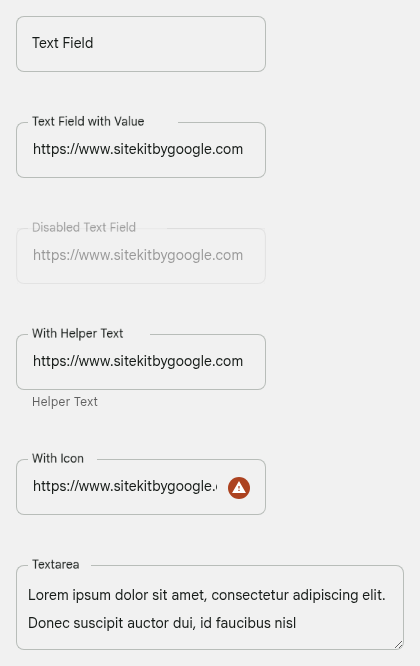 Text Field
Text Field with Value
https://www.sitekitbygoogle.com
Disabled Text Field
https://www.sitekitbygoogle.com
With Helper Text
https://www.sitekitbygoogle.com
Helper Text
With Icon
https://www.sitekitbygoogle.
Textarea
Lorem ipsum dolor sit amet, consectetur adipiscing elit.
Donec suscipit auctor dui, id faucibus nisl